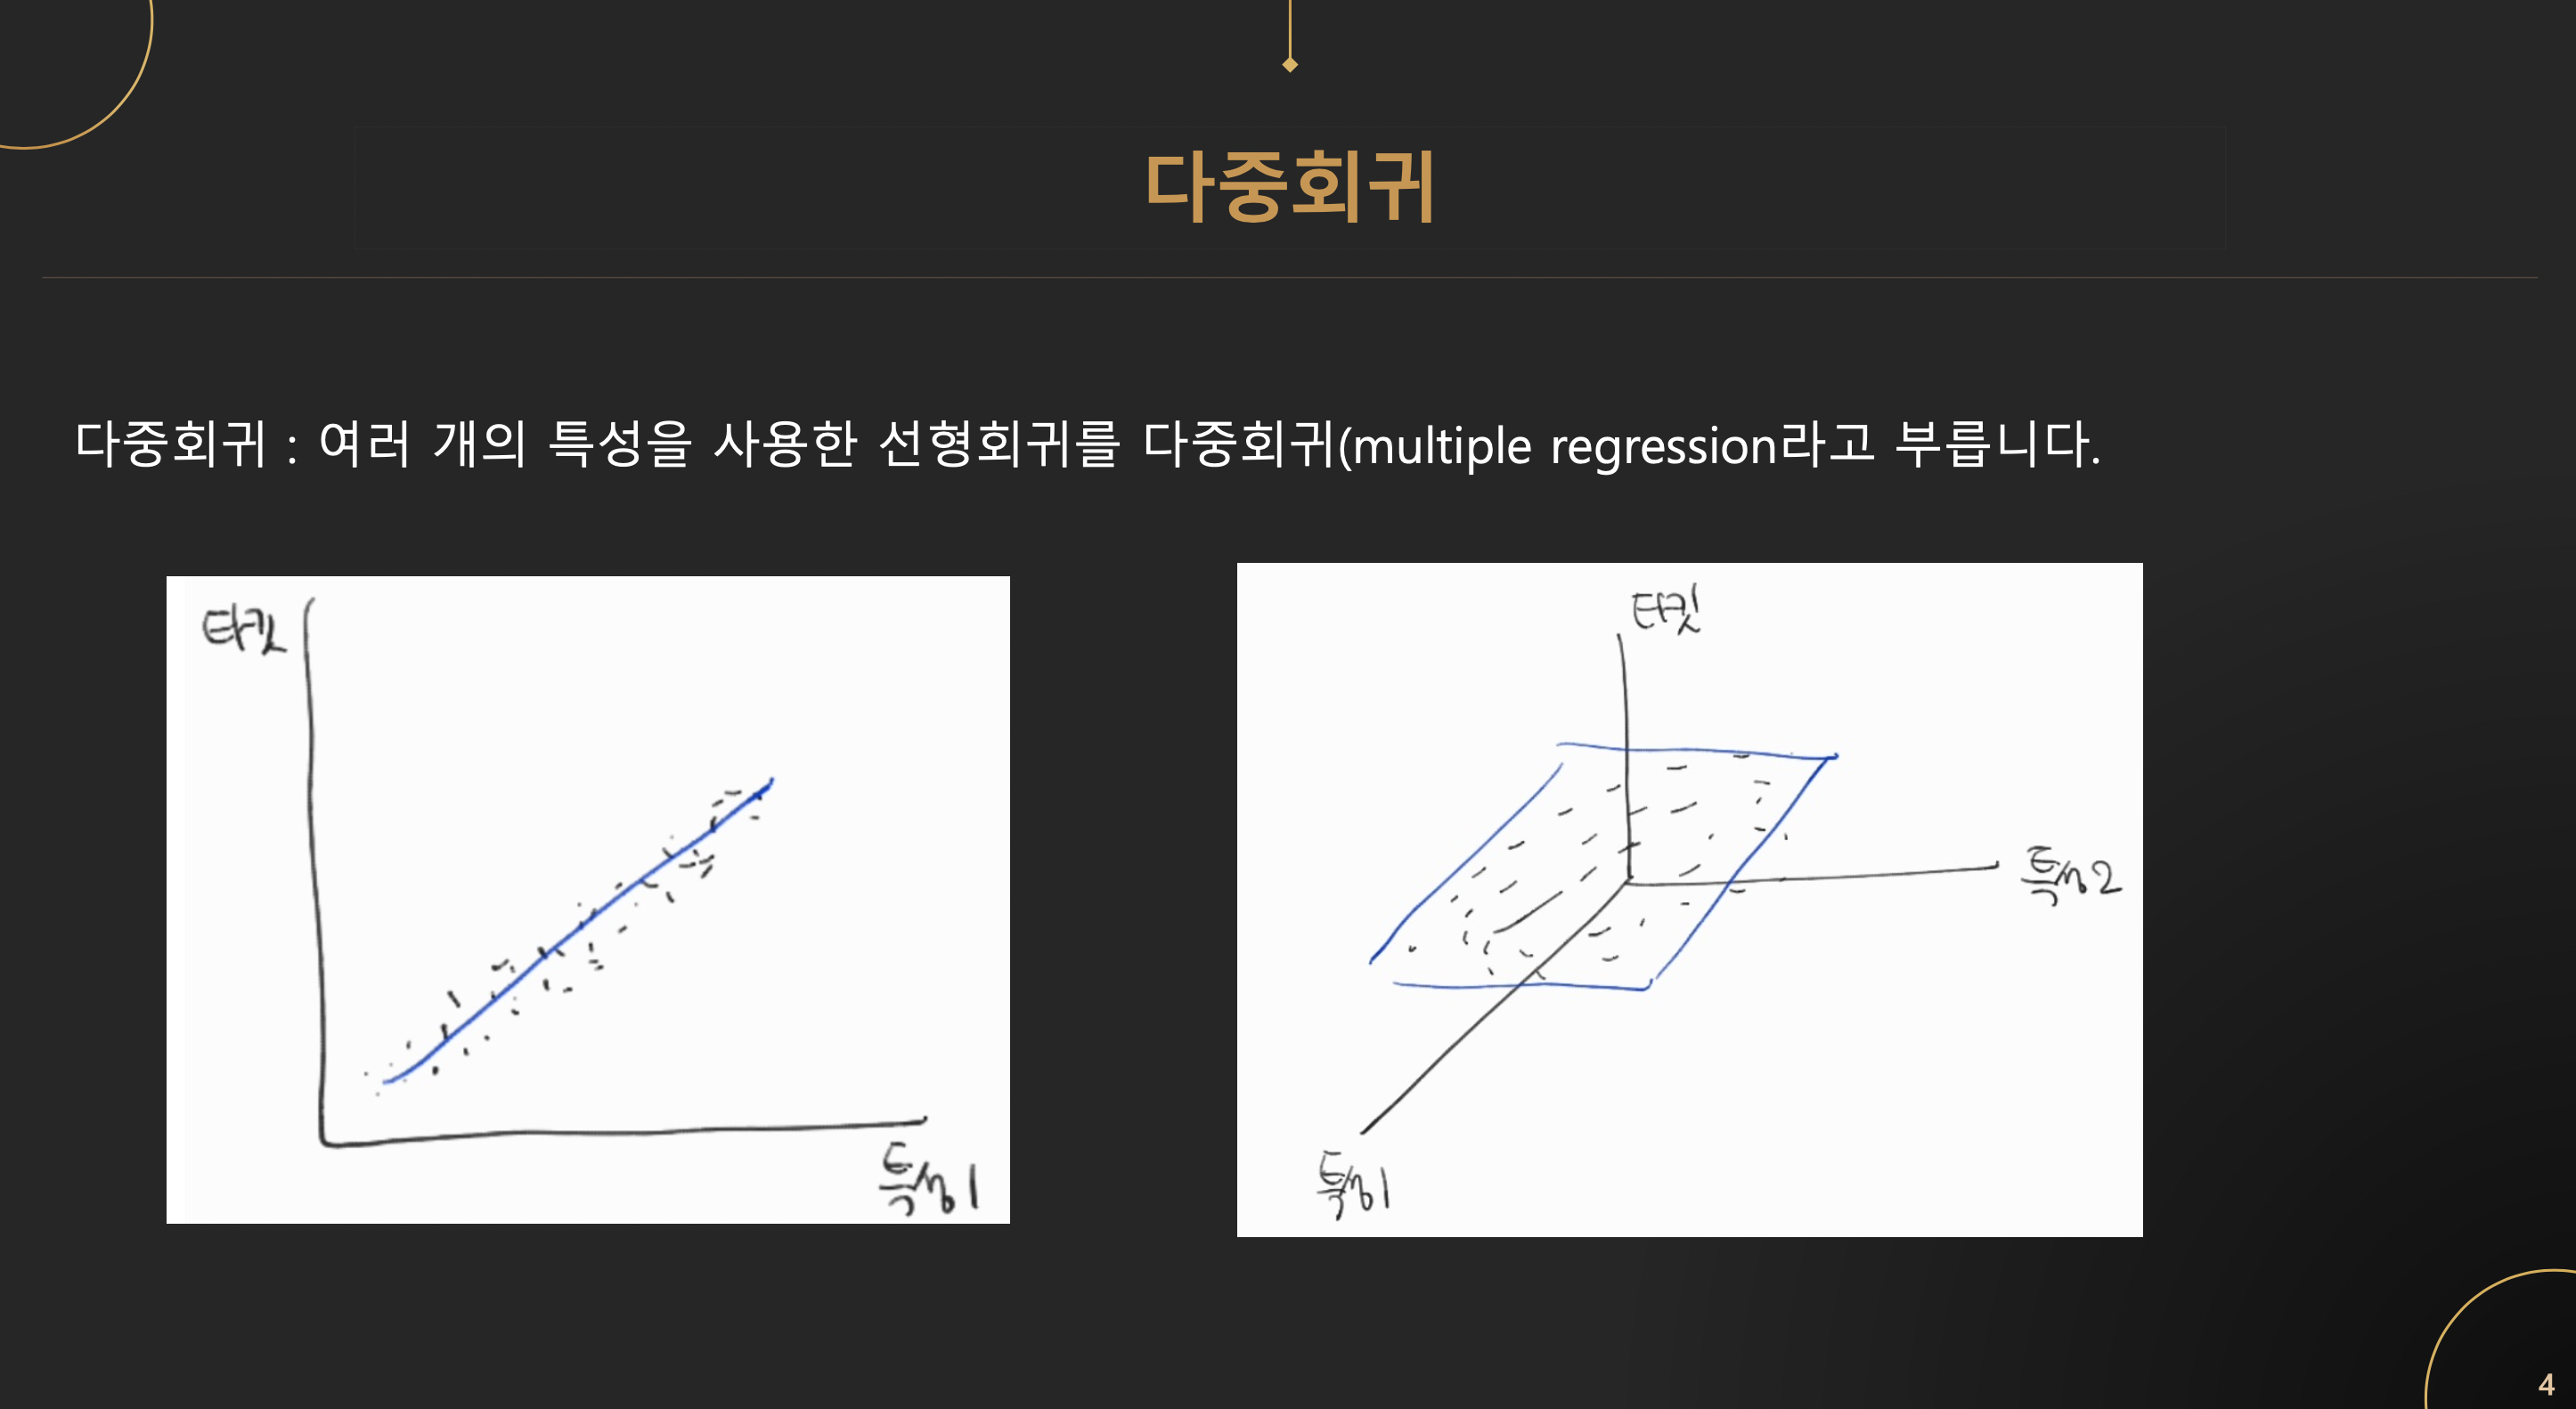 다중회귀
다중회귀 : 여러 개의 특성을 사용한 선형회귀를 다중회귀(multiple regression라고 부릅니다.
타깃
특성1
타깃
특성2
특성1
4